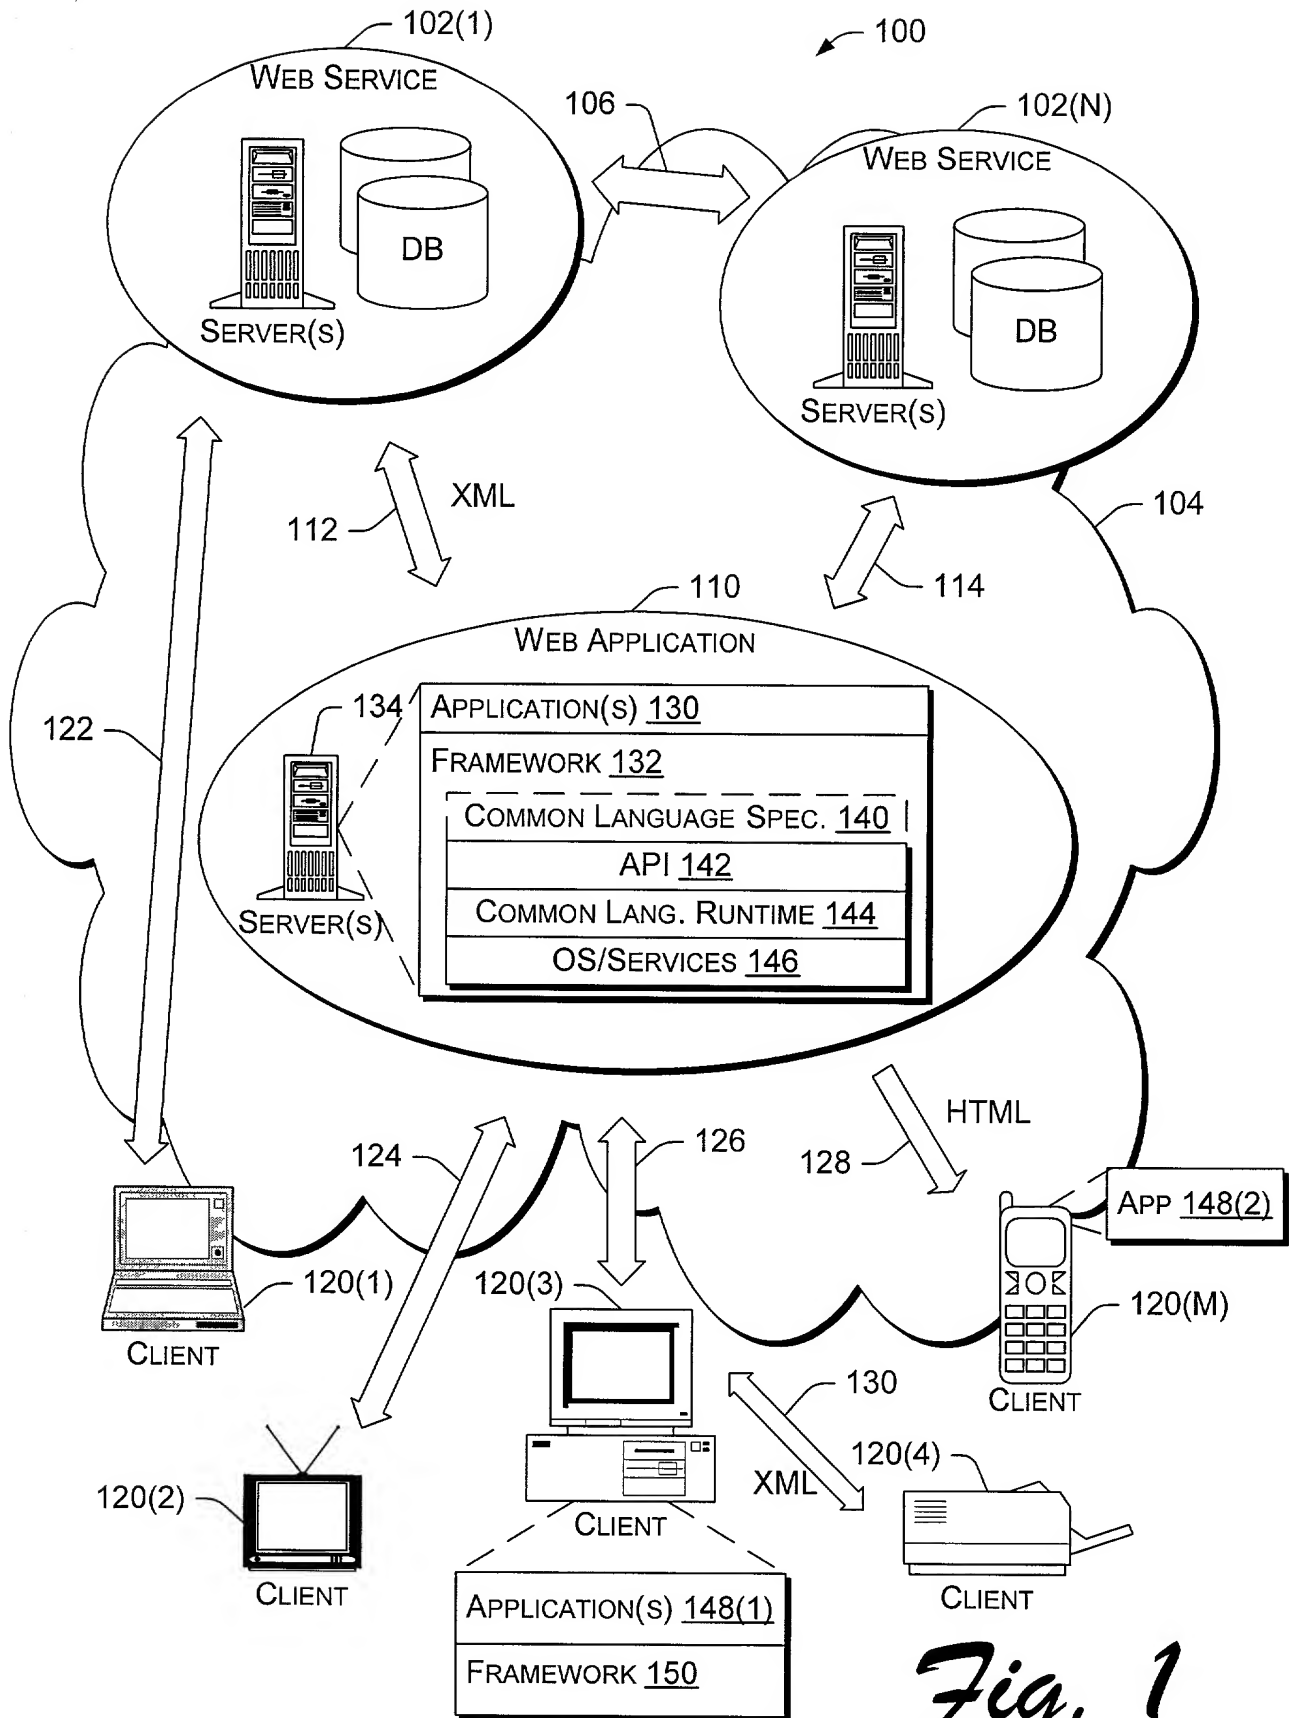 102(1)
100
WEB SERVICE
106
102(N)
WEB SERVICE
DB
SERVER(S)
DB
SERVER(S)
XML
112
104
114
110
WEB APPLICATION
134
APPLICATION(S) 130
122
FRAMEWORK 132
COMMON LANGUAGE SPEC. 140
API 142
COMMON LANG. RUNTIME 144
SERVER(S)
OS/SERVICES 146
HTML
124
126
128
APP 148(2)
120(1)
120(3)
120(M)
CLIENT
130
CLIENT
120(4)
XML
120(2)
CLIENT
CLIENT
CLIENT
APPLICATION(S) 148(1)
FRAMEWORK 150
Fig. 1